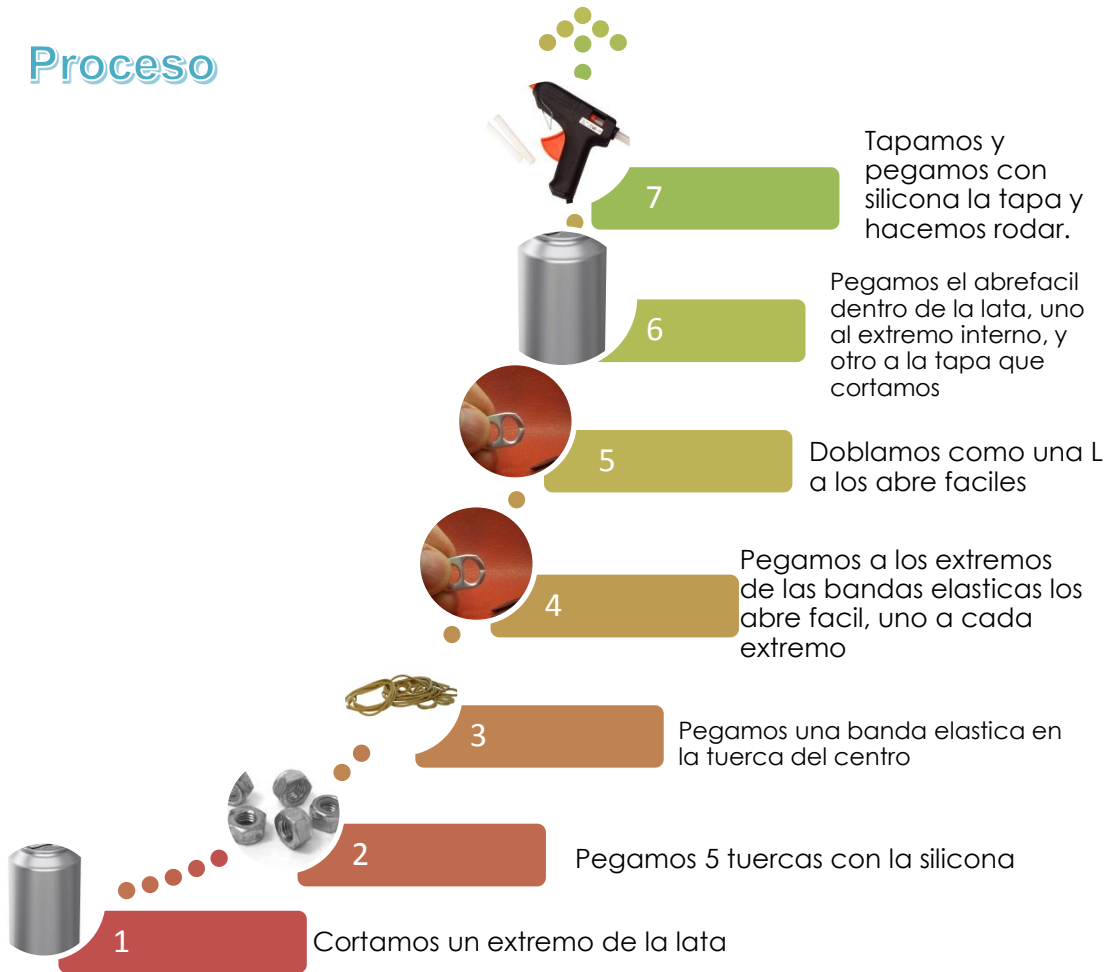 Proceso
7
Tapamos y
pegamos con
silicona la tapa y
hacemos rodar.
6
Pegamos el abrefacil
dentro de la lata, uno
al extremo interno, y
otro a la tapa que
cortamos
5
Doblamos como una L
a los abre faciles
4
Pegamos a los extremos
de las bandas elasticas los
abre facil, uno a cada
extremo
3
Pegamos una banda elastica en
la tuerca del centro
2
Pegamos 5 tuercas con la silicona
1
Cortamos un extremo de la lata